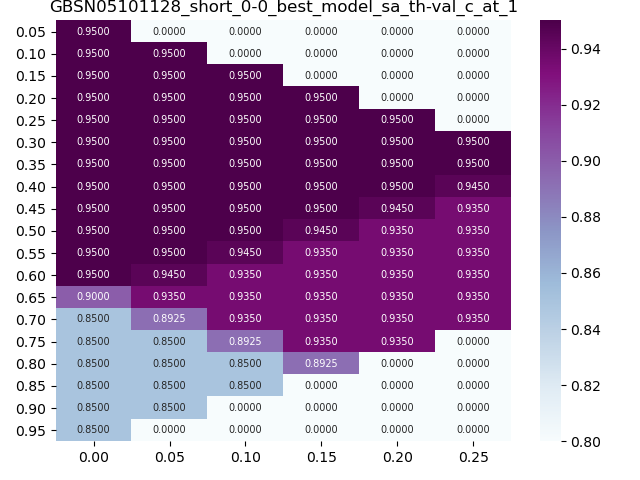 GBSN05101128_short_0-0_best_model_sa_th-val_c_at_1
0.05 0.9500 0.0000 0.0000 0.0000 0.0000 0.0000
0.10 0.9500 0.9500 0.0000 0.0000 0.0000 0.0000
0.15 0.9500 0.9500 0.9500 0.0000 0.0000 0.0000
0.20 0.9500 0.9500 0.9500 0.9500 0.0000 0.0000
0.25 0.9500 0.9500 0.9500 0.9500 0.9500 0.0000
0.30 0.9500 0.9500 0.9500 0.9500 0.9500 0.9500
0.35 0.9500 0.9500 0.9500 0.9500 0.9500 0.9500
0.40 0.9500 0.9500 0.9500 0.9500 0.9500 0.9450
0.45 0.9500 0.9500 0.9500 0.9500 0.9450 0.9350
0.50 0.9500 0.9500 0.9500 0.9450 0.9350 0.9350
0.55 0.9500 0.9500 0.9450 0.9350 0.9350 0.9350
0.60 0.9500 0.9450 0.9350 0.9350 0.9350 0.9350
0.65 0.9000 0.9350 0.9350 0.9350 0.9350 0.9350
0.70 0.8500 0.8925 0.9350 0.9350 0.9350 0.9350
0.75 0.8500 0.8500 0.8925 0.9350 0.9350 0.0000
0.80 0.8500 0.8500 0.8500 0.8925 0.0000 0.0000
0.85 0.8500 0.8500 0.8500 0.0000 0.0000 0.0000
0.90 0.8500 0.8500 0.0000 0.0000 0.0000 0.0000
0.95 0.8500 0.0000 0.0000 0.0000 0.0000 0.0000
0.00 0.05 0.10 0.15 0.20 0.25
0.94
0.92
0.90
0.88
0.86
0.84
0.82
0.80